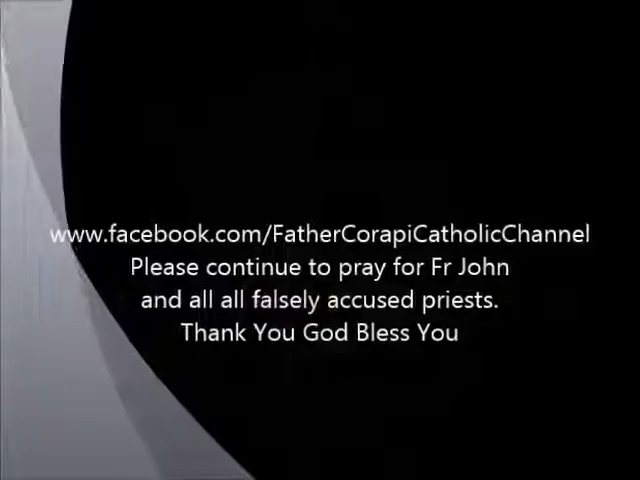 www.facebook.com/FatherCorapiCatholicChannel
Please continue to pray for Fr John
and all all falsely accused priests.
Thank You God Bless You